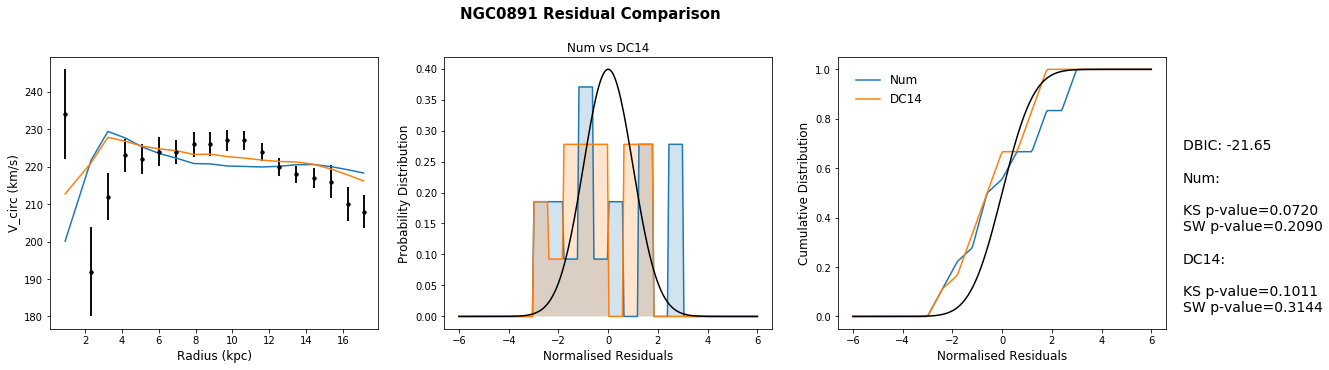 NGC0891 Residual Comparison
V_circ (km/s)
240
230
220
210
200
190
180
2 4 6 8 10 12 14 16
Radius (kpc)
Num vs DC14
Probability Distribution
0.40
0.35
0.30
0.25
0.20
0.15
0.10
0.05
0.00
−6 −4 −2 0 2 4 6
Normalised Residuals
Cumulative Distribution
1.0
0.8
0.6
0.4
0.2
0.0
Num
DC14
−6 −4 −2 0 2 4 6
Normalised Residuals
DBIC: -21.65
Num:
KS p-value=0.0720
SW p-value=0.2090
DC14:
KS p-value=0.1011
SW p-value=0.3144